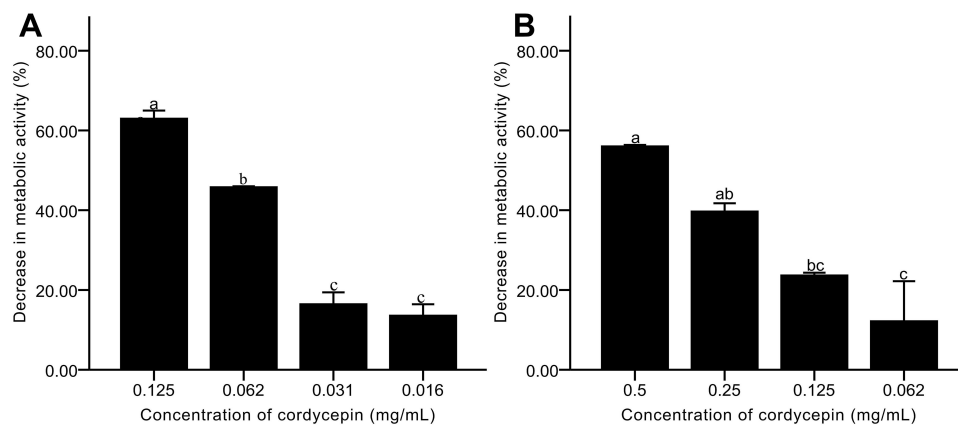 A
Decrease in metabolic activity (%)
80.00
60.00
40.00
20.00
0.00
a
b
c
c
0.125 0.062 0.031 0.016
Concentration of cordycepin (mg/mL)
B
Decrease in metabolic activity (%)
80.00
60.00
40.00
20.00
0.00
a
ab
bc
c
0.5 0.25 0.125 0.062
Concentration of cordycepin (mg/mL)